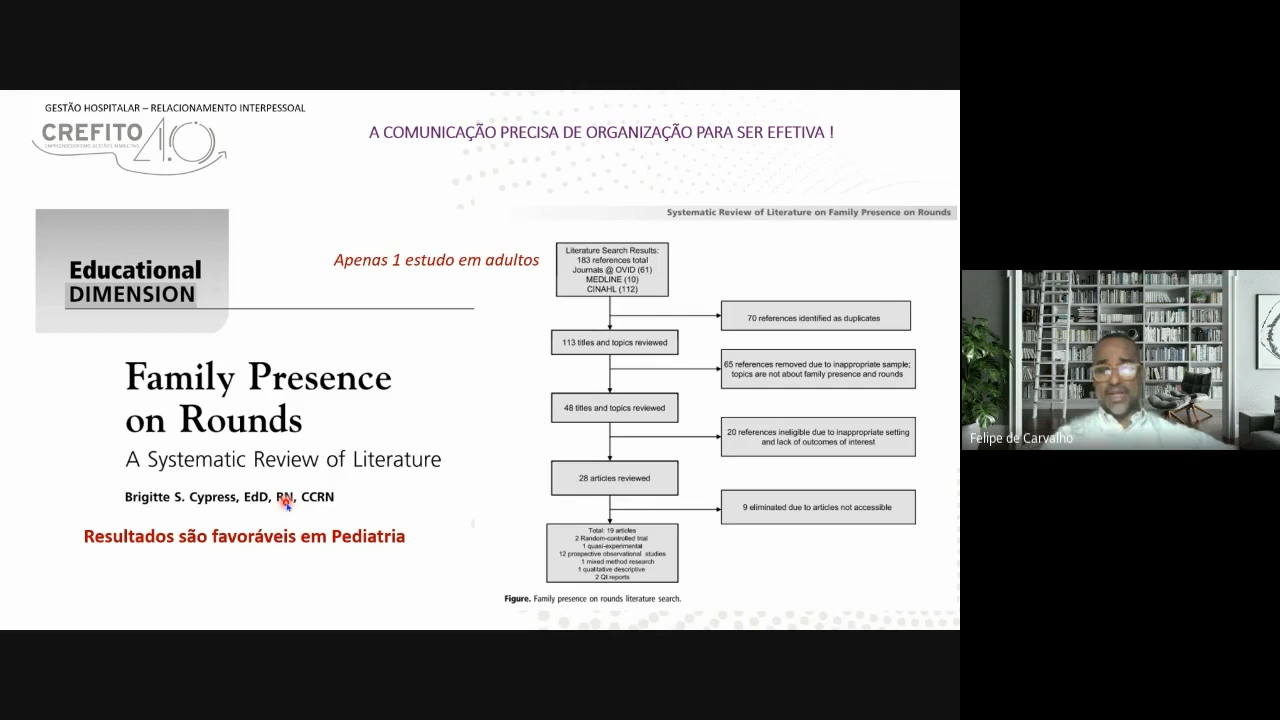 GESTÃO HOSPITALAR – RELACIONAMENTO INTERPESSOAL
CREFITO 4.0
EMPREENDEDORISMO, GESTÃO E MARKETING
A COMUNICAÇÃO PRECISA DE ORGANIZAÇÃO PARA SER EFETIVA !
Educational
DIMENSION
Family Presence
on Rounds
A Systematic Review of Literature
Brigitte S. Cypress, EdD, RN, CCRN
Resultados são favoráveis em Pediatria
Apenas 1 estudo em adultos
Systematic Review of Literature on Family Presence on Rounds
Literature Search Results:
183 references total
Journals @ OVID (61)
MEDLINE (10)
CINAHL (112)
70 references identified as duplicates
113 titles and topics reviewed
65 references removed due to inappropriate sample;
topics are not about family presence and rounds
48 titles and topics reviewed
20 references ineligible due to inappropriate setting
and lack of outcomes of interest
28 articles reviewed
9 eliminated due to articles not accessible
Total: 19 articles
2 Random-controlled trial
1 quasi-experimental
12 prospective observational studies
1 mixed method research
1 qualitative descriptive
2 QI reports
Figure. Family presence on rounds literature search.
Felipe de Carvalho